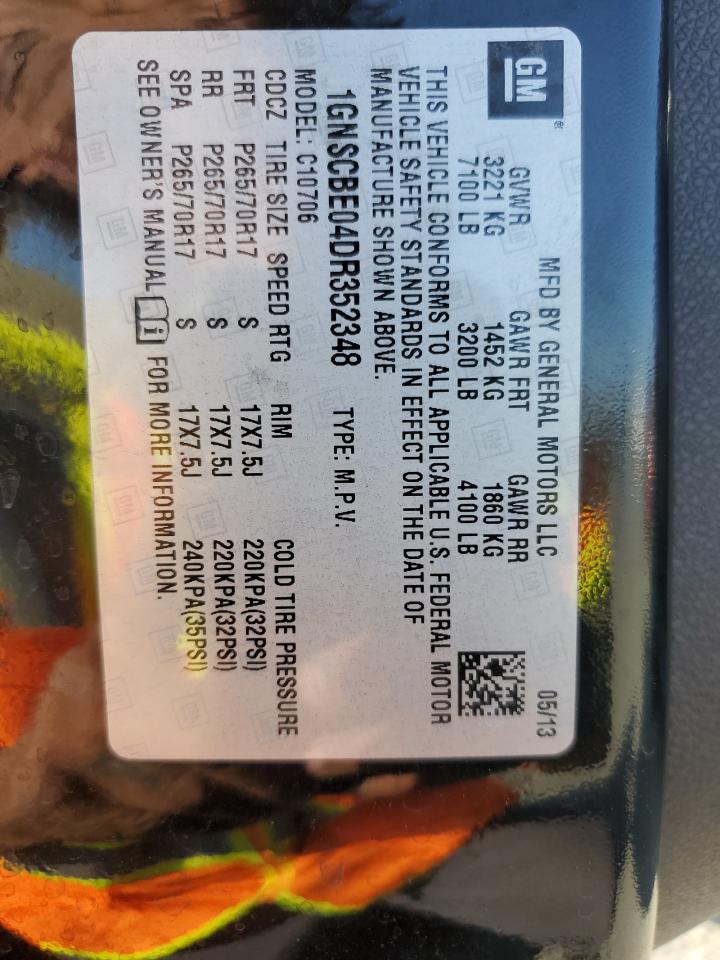 GM
MFD BY GENERAL MOTORS LLC 05/13
GVWR GAWR FRT GAWR RR
3221 KG 1452 KG 1860 KG
7100 LB 3200 LB 4100 LB
THIS VEHICLE CONFORMS TO ALL APPLICABLE U.S. FEDERAL MOTOR
VEHICLE SAFETY STANDARDS IN EFFECT ON THE DATE OF
MANUFACTURE SHOWN ABOVE.
1GNSCBE04DR352348 TYPE: M.P.V.
MODEL: C10706
CDCZ TIRE SIZE SPEED RTG RIM COLD TIRE PRESSURE
FRT P265/70R17 S 17X7.5J 220KPA(32PSI)
RR P265/70R17 S 17X7.5J 220KPA(32PSI)
SPA P265/70R17 S 17X7.5J 240KPA(35PSI)
SEE OWNER'S MANUAL i FOR MORE INFORMATION.